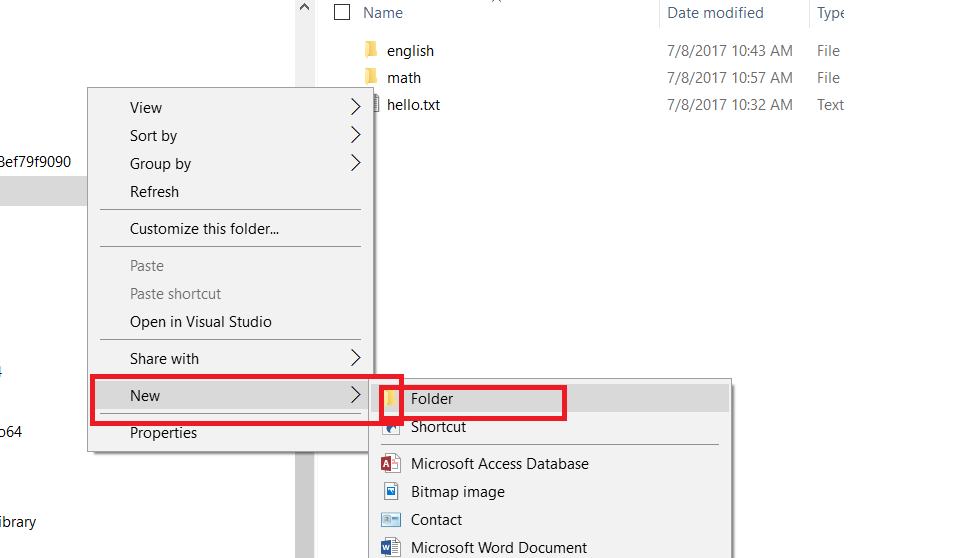 Name Date modified Type
english 7/8/2017 10:43 AM File
math 7/8/2017 10:57 AM File
hello.txt 7/8/2017 10:32 AM Text
View
Sort by
3ef79f9090
Group by
Refresh
Customize this folder...
Paste
Paste shortcut
Open in Visual Studio
Share with
New
Folder
Shortcut
o64
Properties
Microsoft Access Database
Bitmap image
Contact
ibrary
Microsoft Word Document